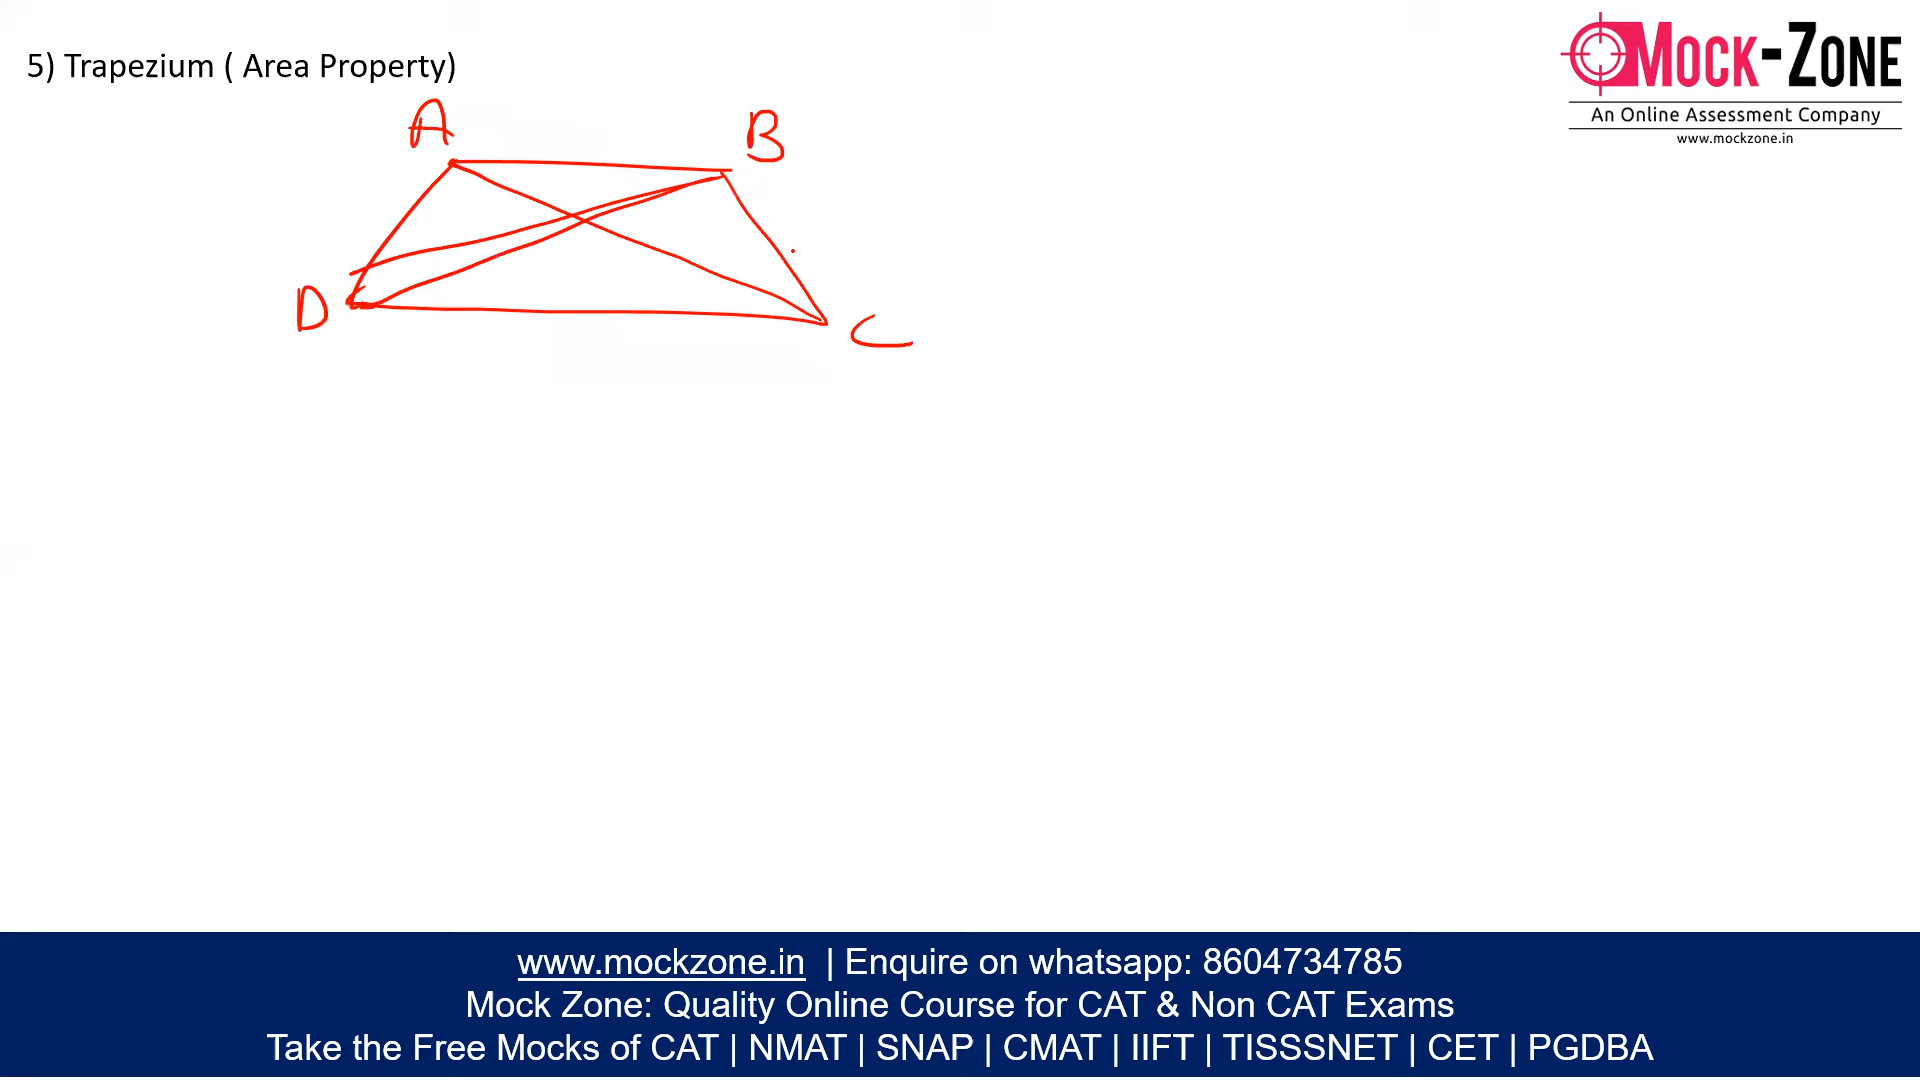 5) Trapezium ( Area Property)
MOCK-ZONE
An Online Assessment Company
www.mockzone.in
A
B
D
C
www.mockzone.in | Enquire on whatsapp: 8604734785
Mock Zone: Quality Online Course for CAT & Non CAT Exams
Take the Free Mocks of CAT | NMAT | SNAP | CMAT | IIFT | TISSSNET | CET | PGDBA